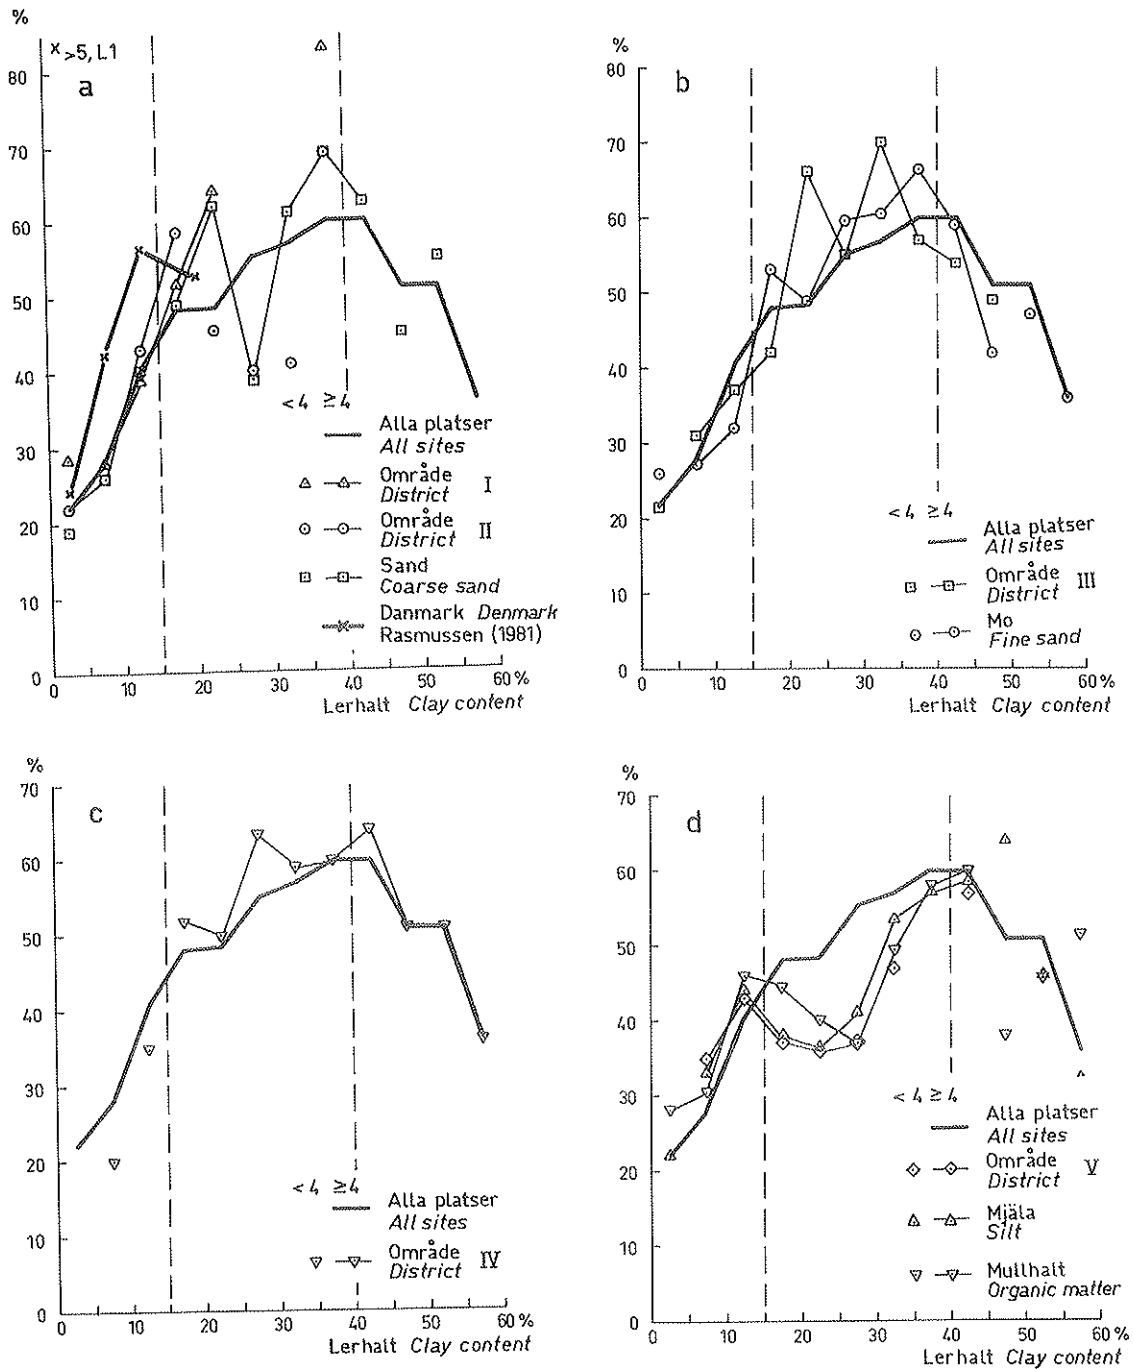 %
x >5, L1
a
80
70
60
50
40
30
20
10
0
0
10
20
30
40
50
60 %
Lerhalt Clay content
<4 ≥4
Alla platser
All sites
Område
District I
Område
District II
Sand
Coarse sand
Danmark Denmark
Rasmussen (1981)
%
b
80
70
60
50
40
30
20
10
0
0
10
20
30
40
50
60 %
Lerhalt Clay content
<4 ≥4
Alla platser
All sites
Område
District III
Mo
Fine sand
%
c
70
60
50
40
30
20
10
0
0
10
20
30
40
50
60 %
Lerhalt Clay content
<4 ≥4
Alla platser
All sites
Område
District IV
%
d
70
60
50
40
30
20
10
0
0
10
20
30
40
50
60 %
Lerhalt Clay content
<4 ≥4
Alla platser
All sites
Område
District V
Mjäla
Silt
Mullhalt
Organic matter